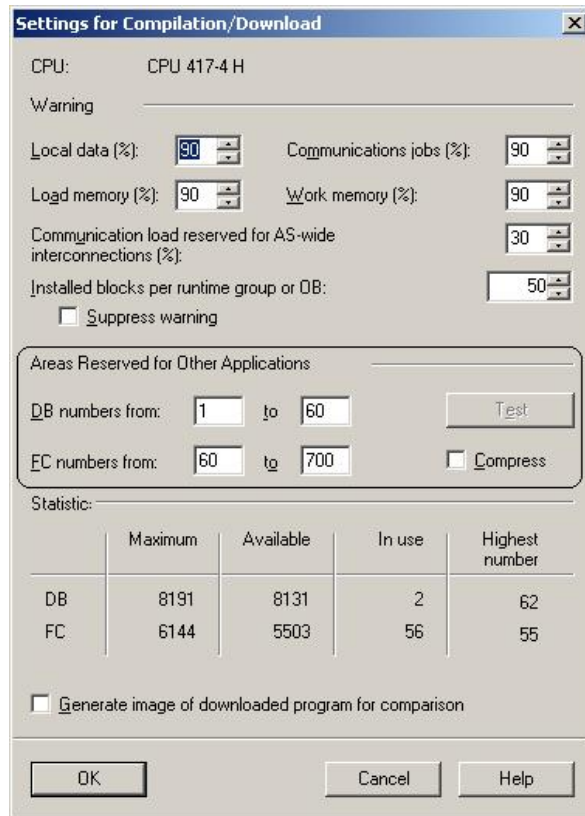 Settings for Compilation/Download
CPU: CPU 417-4 H
Warning
Local data (%): 90 Communications jobs (%): 90
Load memory (%): 90 Work memory (%): 90
Communication load reserved for AS-wide
interconnections (%): 30
Installed blocks per runtime group or OB: 50
Suppress warning
Areas Reserved for Other Applications
DB numbers from: 1 to 60 Test
FC numbers from: 60 to 700 Compress
Statistic:
Maximum Available In use Highest
number
DB 8191 8131 2 62
FC 6144 5503 56 55
Generate image of downloaded program for comparison
OK Cancel Help